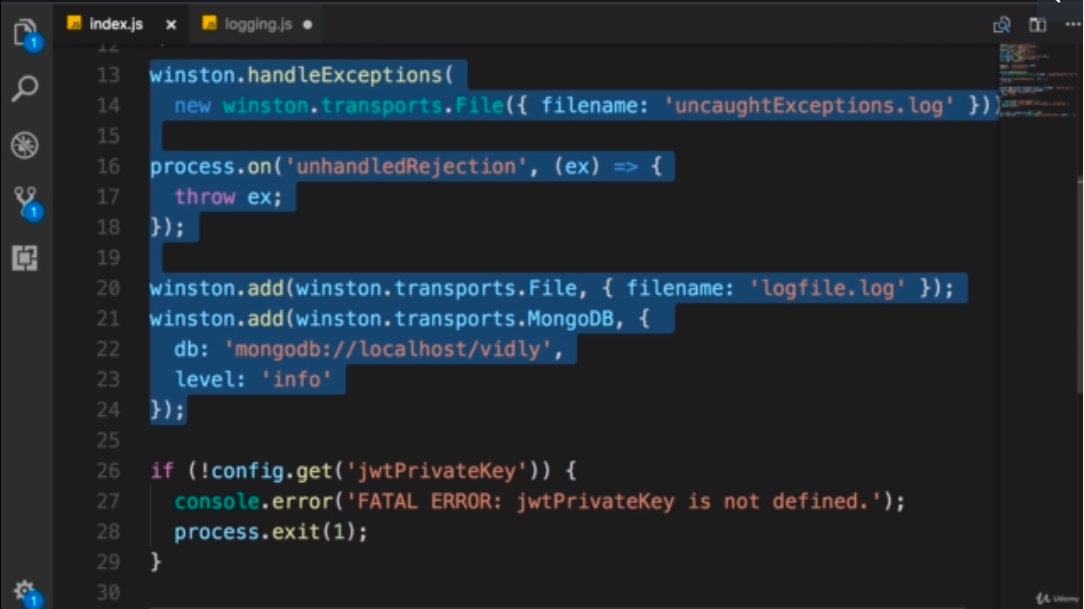 index.js × logging.js
12
13 winston.handleExceptions(
14 new winston.transports.File({ filename: 'uncaughtExceptions.log' })
15
16 process.on('unhandledRejection', (ex) => {
17 throw ex;
18 });
19
20 winston.add(winston.transports.File, { filename: 'logfile.log' });
21 winston.add(winston.transports.MongoDB, {
22 db: 'mongodb://localhost/vidly',
23 level: 'info'
24 });
25
26 if (!config.get('jwtPrivateKey')) {
27 console.error('FATAL ERROR: jwtPrivateKey is not defined.');
28 process.exit(1);
29 }
30
1
1
1
Udemy